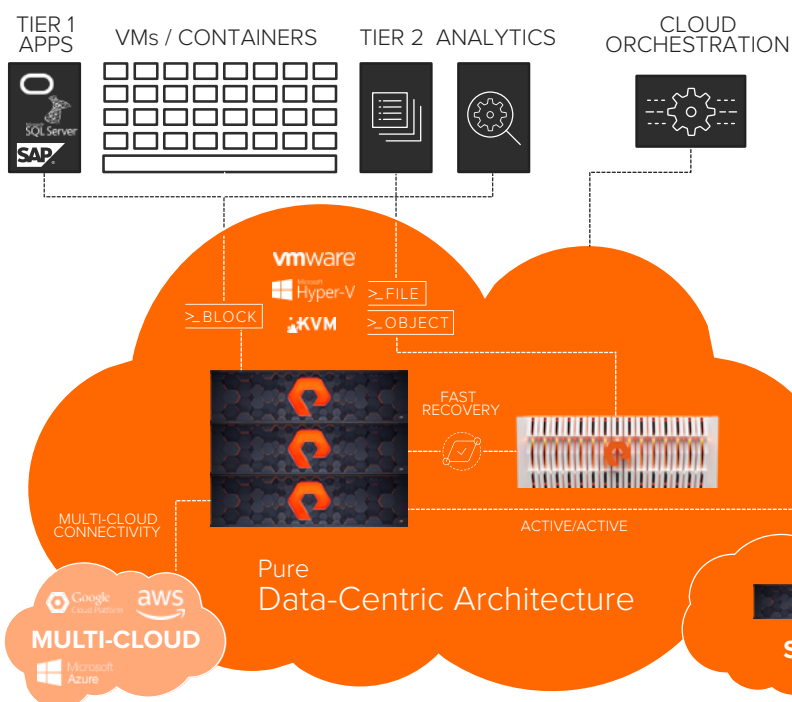 TIER 1
APPS
VMs / CONTAINERS
TIER 2 ANALYTICS
CLOUD
ORCHESTRATION
Microsoft
SQL Server
SAP
vmware
Microsoft
Hyper-V
KVM
>_BLOCK
>_FILE
>_OBJECT
FAST
RECOVERY
MULTI-CLOUD
CONNECTIVITY
ACTIVE/ACTIVE
Pure
Data-Centric Architecture
Google
Cloud Platform
aws
MULTI-CLOUD
Microsoft
Azure
S